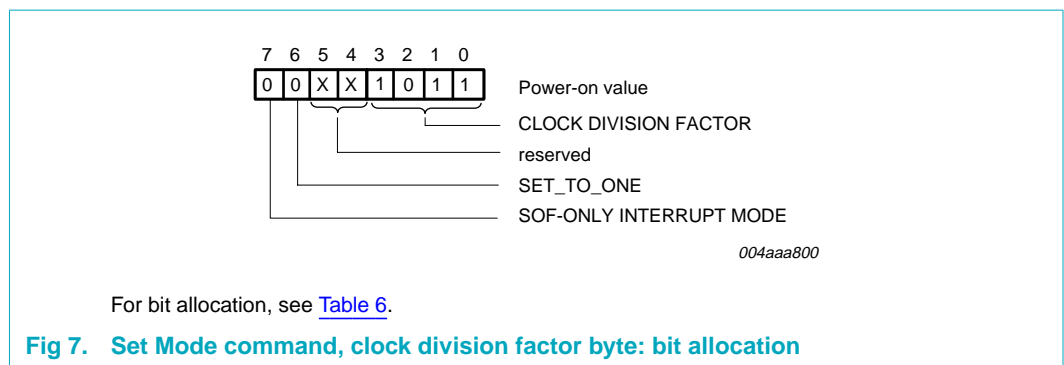 7 6 5 4 3 2 1 0
0 0 X X 1 0 1 1 Power-on value
CLOCK DIVISION FACTOR
reserved
SET_TO_ONE
SOF-ONLY INTERRUPT MODE
004aaa800
For bit allocation, see Table 6.
Fig 7. Set Mode command, clock division factor byte: bit allocation